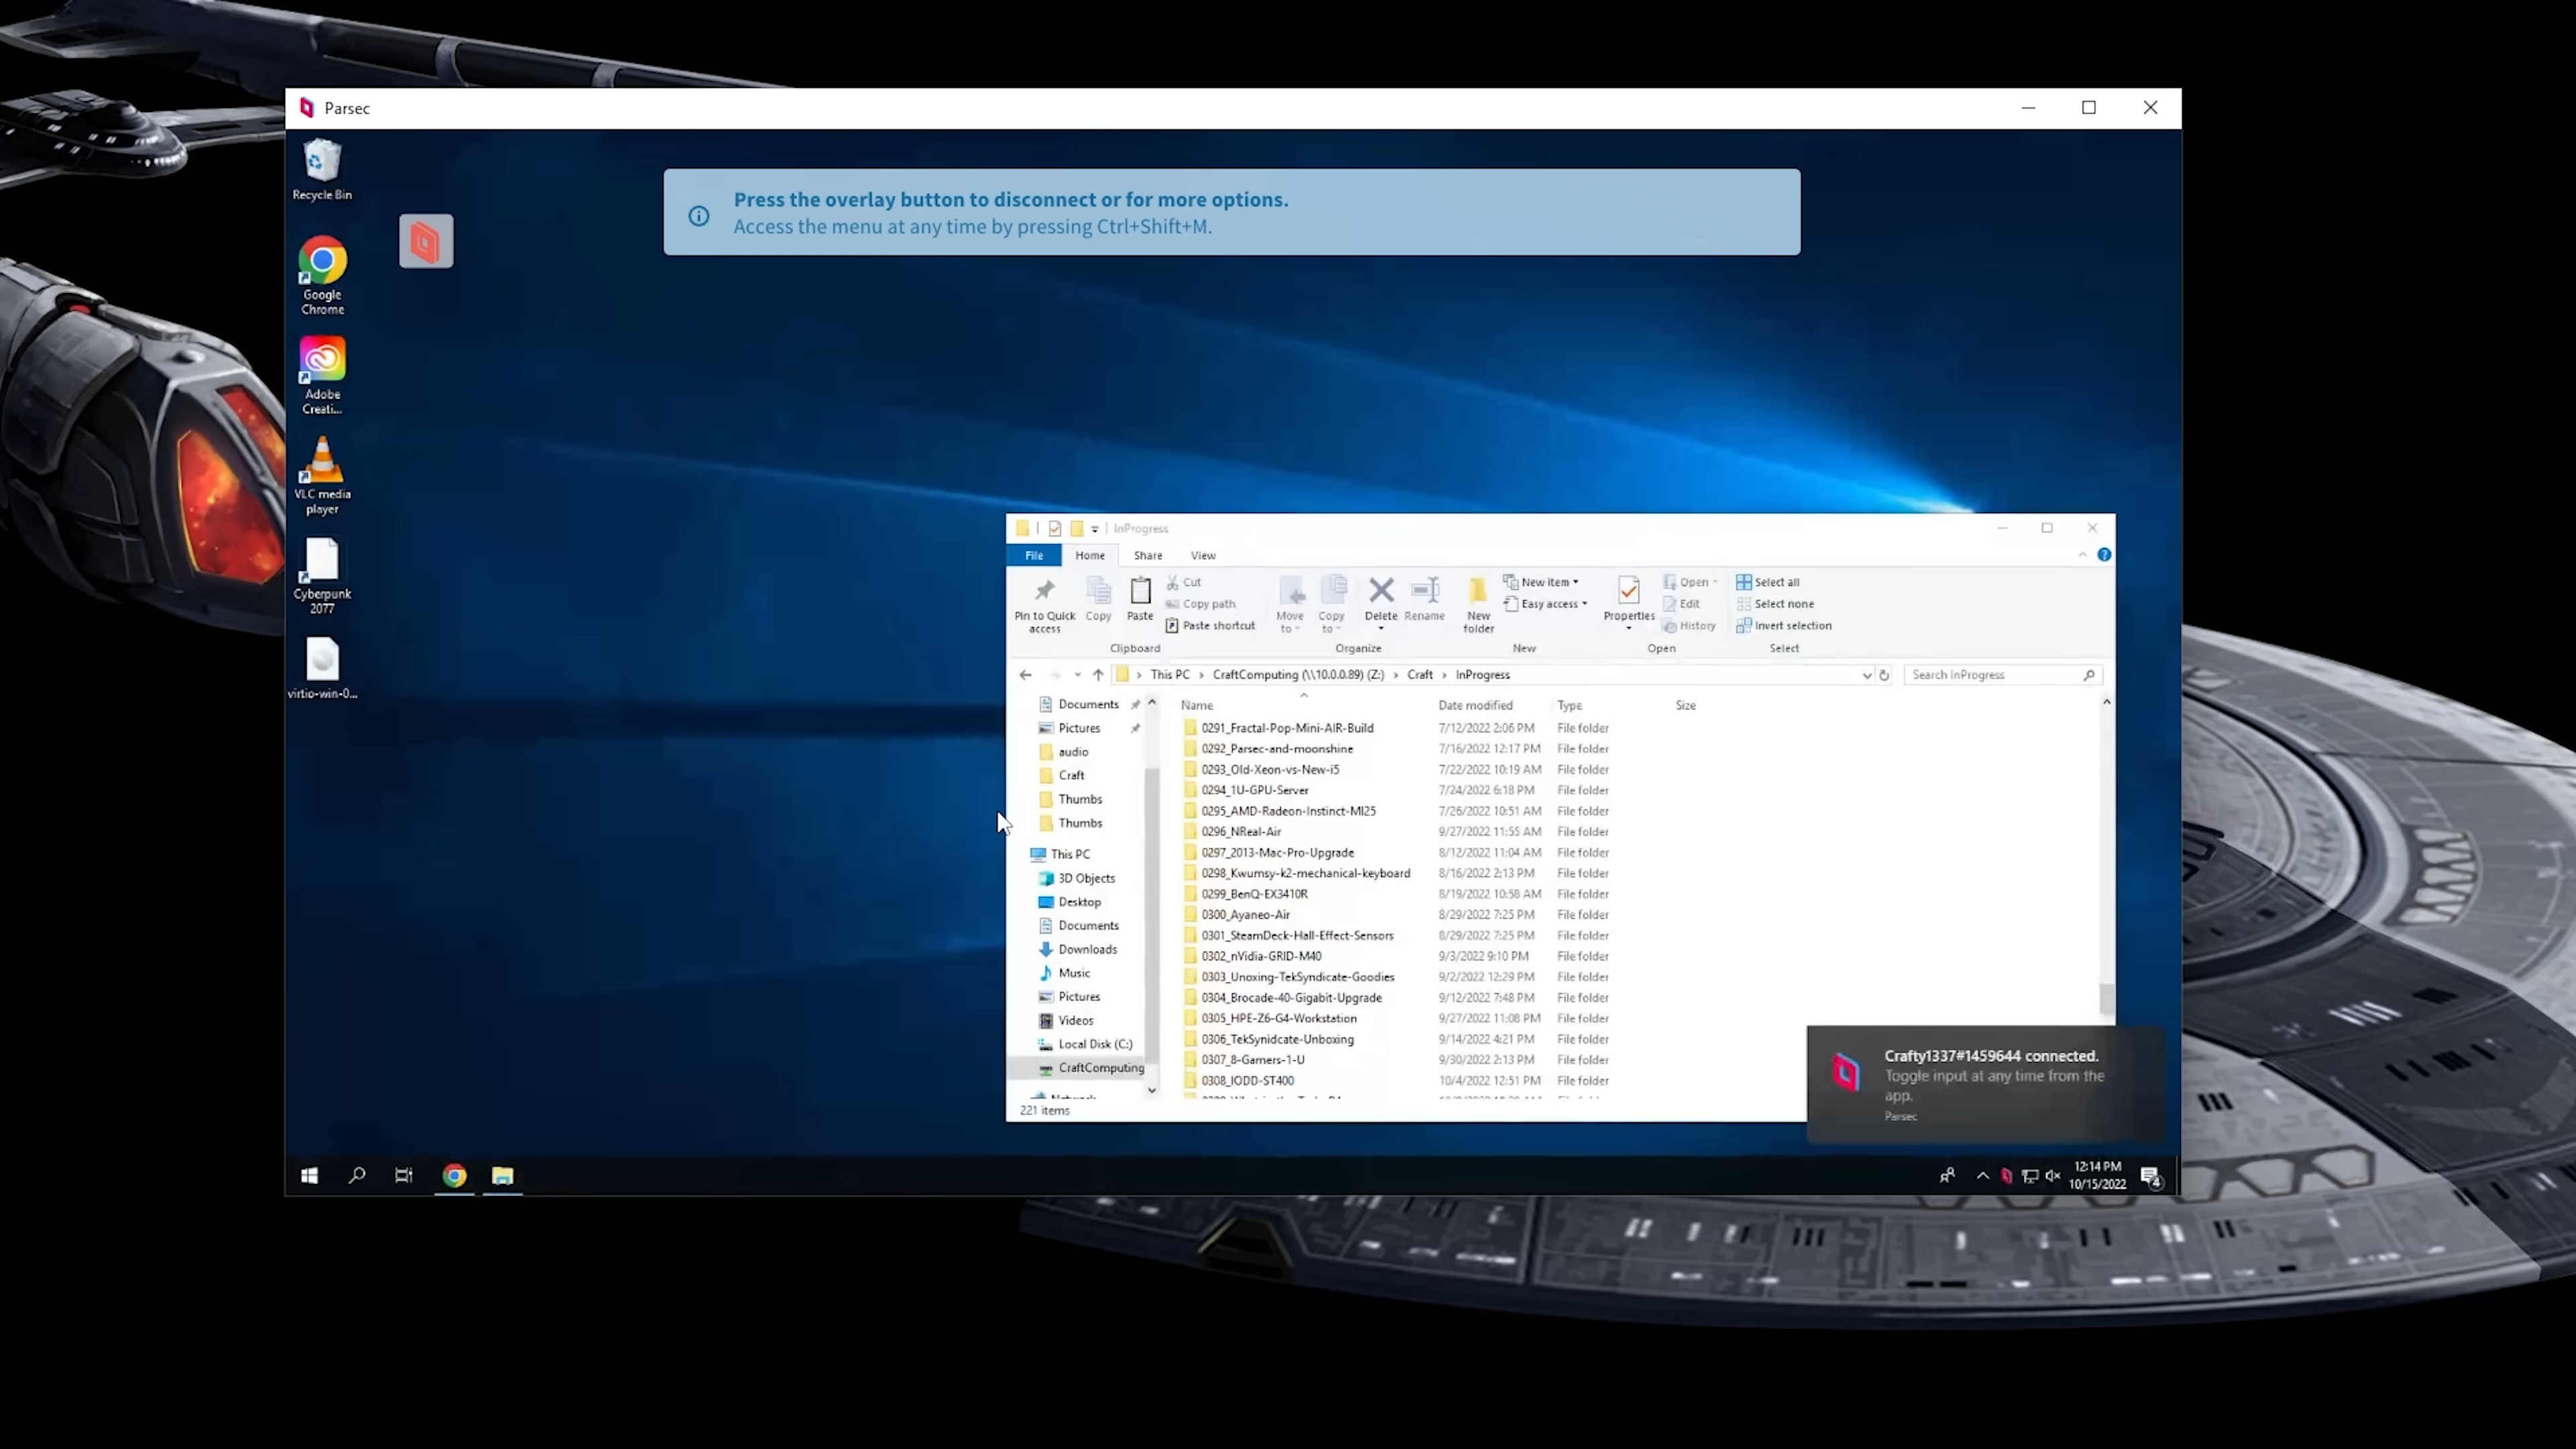 Parsec
Recycle Bin
Google
Chrome
Adobe
Creati...
VLC media
player
Cyberpunk
2077
virtio-win-0...
Press the overlay button to disconnect or for more options.
Access the menu at any time by pressing Ctrl+Shift+M.
InProgress
File Home Share View
Pin to Quick
access
Copy
Paste
Cut
Copy path
Paste shortcut
Move
to
Copy
to
Delete
Rename
New
folder
New item
Easy access
Properties
Open
Edit
History
Select all
Select none
Invert selection
Clipboard Organize New Open Select
This PC > CraftComputing (\\10.0.0.89) (Z:) > Craft > InProgress
Search InProgress
Documents
Pictures
audio
Craft
Thumbs
Thumbs
This PC
3D Objects
Desktop
Documents
Downloads
Music
Pictures
Videos
Local Disk (C:)
CraftComputing
Name Date modified Type Size
0291_Fractal-Pop-Mini-AIR-Build 7/12/2022 2:06 PM File folder
0292_Parsec-and-moonshine 7/16/2022 12:17 PM File folder
0293_Old-Xeon-vs-New-i5 7/22/2022 10:19 AM File folder
0294_1U-GPU-Server 7/24/2022 6:18 PM File folder
0295_AMD-Radeon-Instinct-MI25 7/26/2022 10:51 AM File folder
0296_NReal-Air 9/27/2022 11:55 AM File folder
0297_2013-Mac-Pro-Upgrade 8/12/2022 11:04 AM File folder
0298_Kwumsy-k2-mechanical-keyboard 8/16/2022 2:13 PM File folder
0299_BenQ-EX3410R 8/19/2022 10:58 AM File folder
0300_Ayaneo-Air 8/29/2022 7:25 PM File folder
0301_SteamDeck-Hall-Effect-Sensors 8/29/2022 7:25 PM File folder
0302_nVidia-GRID-M40 9/3/2022 9:10 PM File folder
0303_Unoxing-TekSyndicate-Goodies 9/2/2022 12:29 PM File folder
0304_Brocade-40-Gigabit-Upgrade 9/12/2022 7:48 PM File folder
0305_HPE-Z6-G4-Workstation 9/27/2022 11:08 PM File folder
0306_TekSynidcate-Unboxing 9/14/2022 4:21 PM File folder
0307_8-Gamers-1-U 9/30/2022 2:13 PM File folder
0308_IODD-ST400 10/4/2022 12:51 PM File folder
221 items
Crafty1337#1459644 connected.
Toggle input at any time from the
app.
Parsec
12:14 PM
10/15/2022
4